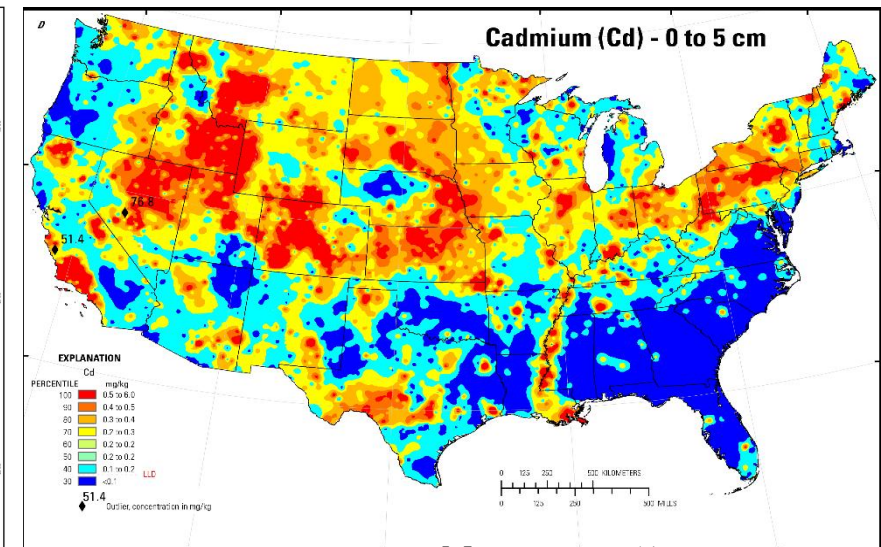 D
Cadmium (Cd) - 0 to 5 cm
76.8
51.4
EXPLANATION
Cd
PERCENTILE mg/kg
100 0.5 to 6.0
90 0.4 to 0.5
80 0.3 to 0.4
70 0.2 to 0.3
60 0.2 to 0.2
50 0.2 to 0.2
40 0.1 to 0.2 LLD
30 <0.1
51.4
Outlier, concentration in mg/kg
0 125 250 500 KILOMETERS
0 125 250 500 MILES